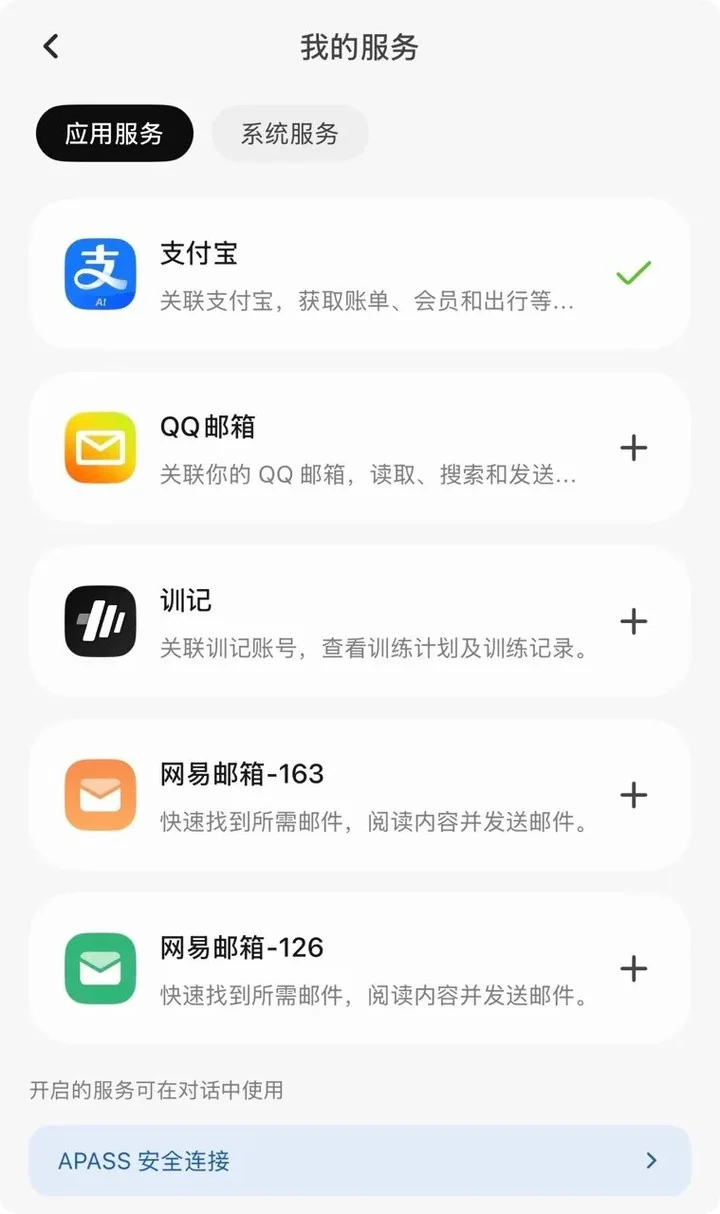 我的服务
应用服务
系统服务
支
AI
支付宝
关联支付宝，获取账单、会员和出行等...
QQ邮箱
关联你的 QQ 邮箱，读取、搜索和发送...
训记
关联训记账号，查看训练计划及训练记录。
网易邮箱-163
快速找到所需邮件，阅读内容并发送邮件。
网易邮箱-126
快速找到所需邮件，阅读内容并发送邮件。
开启的服务可在对话中使用
APASS 安全连接